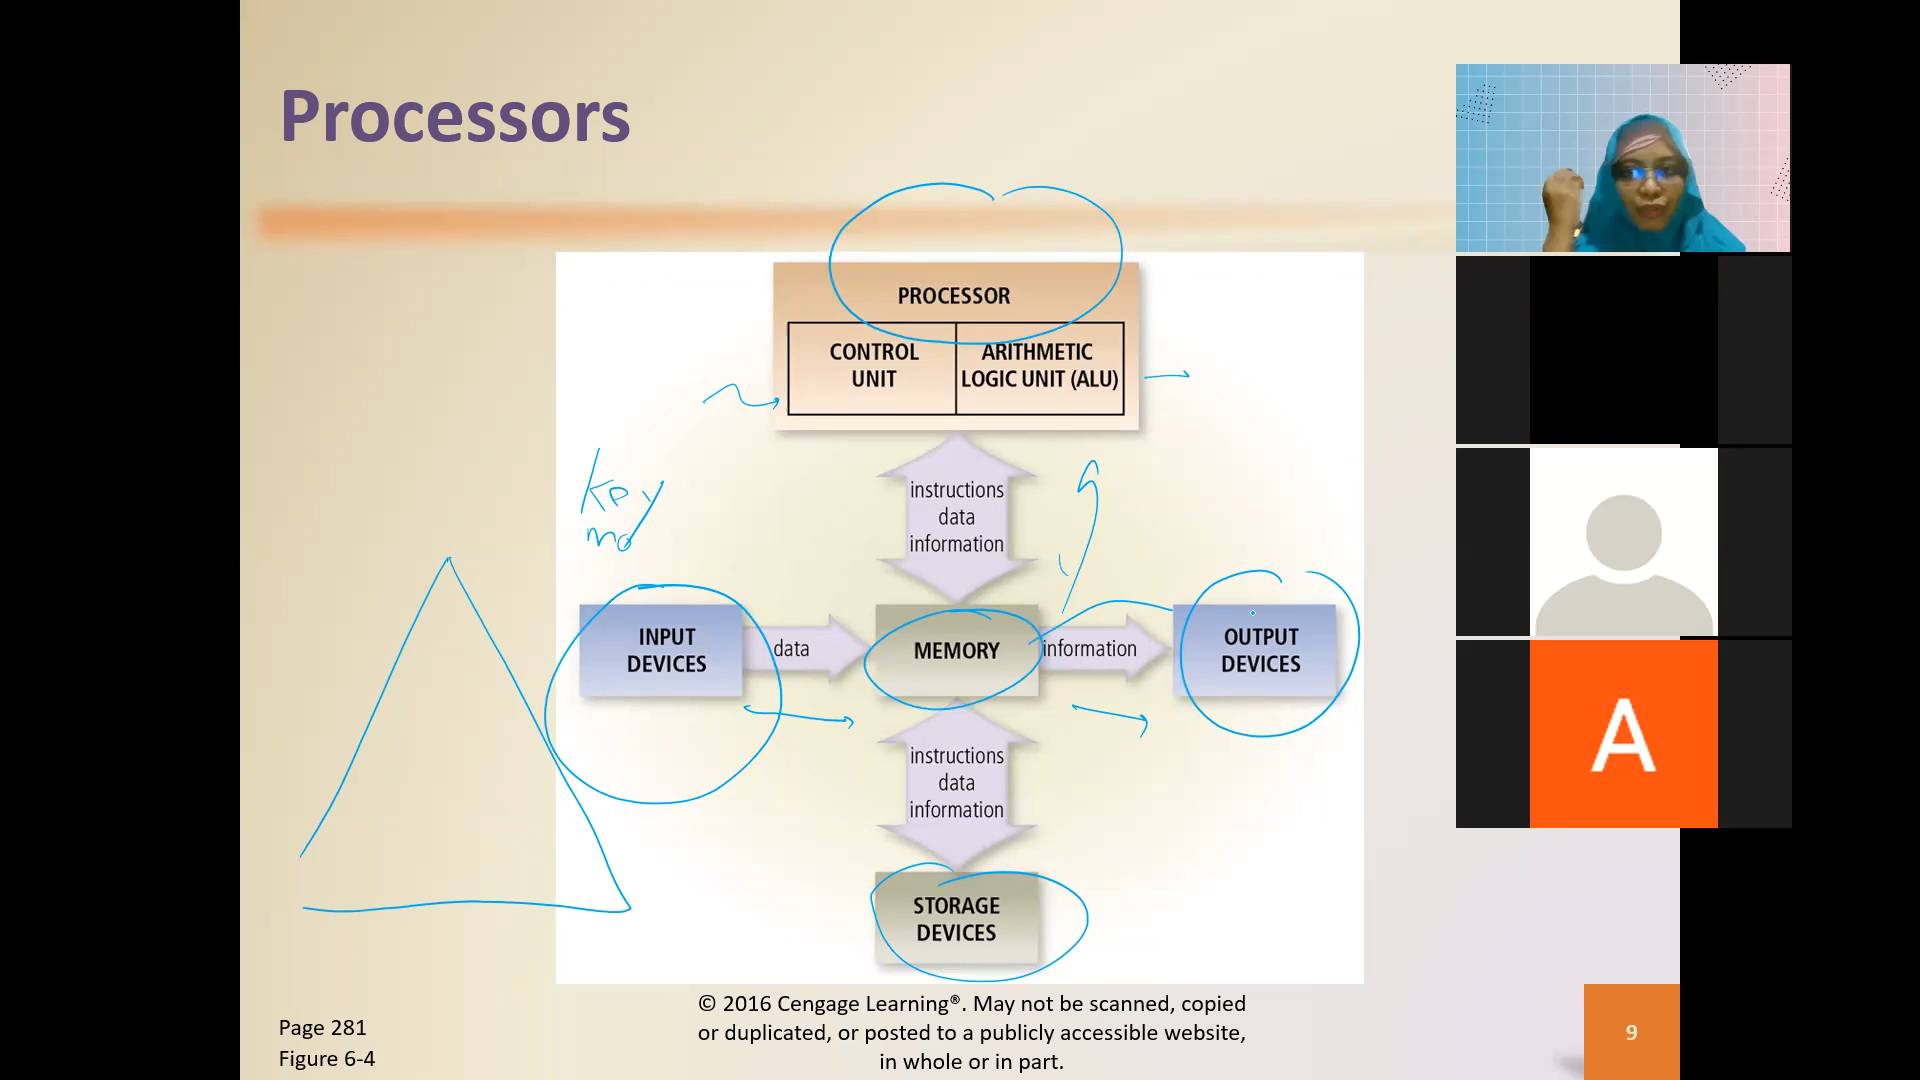 Processors
PROCESSOR
CONTROL
UNIT
ARITHMETIC
LOGIC UNIT (ALU)
instructions
data
information
Key
mo
INPUT
DEVICES
data
MEMORY
information
OUTPUT
DEVICES
instructions
data
information
STORAGE
DEVICES
A
© 2016 Cengage Learning®. May not be scanned, copied
or duplicated, or posted to a publicly accessible website,
in whole or in part.
Page 281
Figure 6-4
9